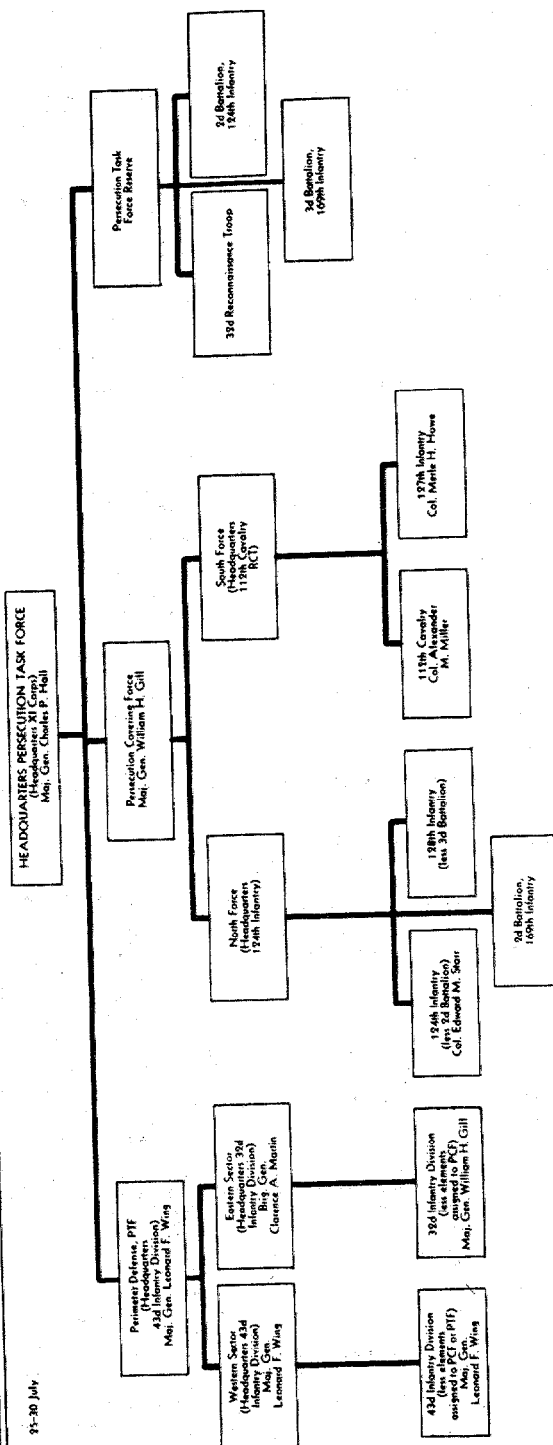 25-30 July
HEADQUARTERS PERSECUTION TASK FORCE
(Headquarters XI Corps)
Maj. Gen. Charles P. Hall
Perimeter Defense, PTF
(Headquarters
43d Infantry Division)
Maj. Gen. Leonard F. Wing
Persecution Covering Force
Maj. Gen. William H. Gill
Persecution Task
Force Reserve
Western Sector
(Headquarters 43d
Infantry Division)
Maj. Gen.
Leonard F. Wing
Eastern Sector
(Headquarters 32d
Infantry Division)
Brig. Gen.
Clarence A. Martin
North Force
(Headquarters
124th Infantry)
South Force
(Headquarters
112th Cavalry
RCT)
32d Reconnaissance Troop
2d Battalion,
124th Infantry
3d Battalion,
169th Infantry
43d Infantry Division
(less elements
assigned to PCF or PTF)
Maj. Gen.
Leonard F. Wing
32d Infantry Division
(less elements
assigned to PCF)
Maj. Gen. William H. Gill
124th Infantry
(less 2d Battalion)
Col. Edward M. Starr
128th Infantry
(less 3d Battalion)
2d Battalion,
169th Infantry
112th Cavalry
Col. Alexander
M. Miller
127th Infantry
Col. Merle H. Howe